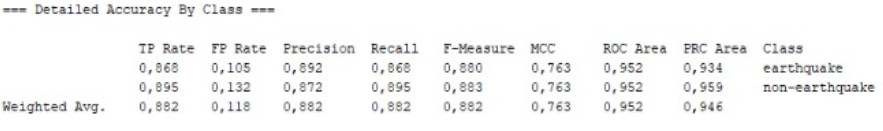 === Detailed Accuracy By Class ===
TP Rate FP Rate Precision Recall F-Measure MCC ROC Area PRC Area Class
0,868 0,105 0,892 0,868 0,880 0,763 0,952 0,934 earthquake
0,895 0,132 0,872 0,895 0,883 0,763 0,952 0,959 non-earthquake
Weighted Avg. 0,882 0,118 0,882 0,882 0,882 0,763 0,952 0,946